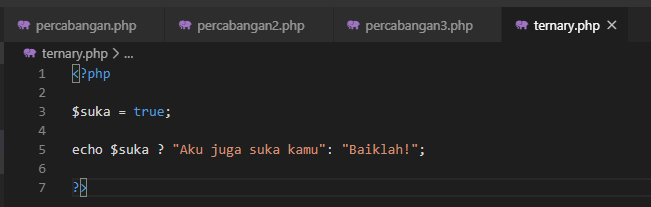 percabangan.php percabangan2.php percabangan3.php ternary.php ×
ternary.php > ...
1 <?php
2
3 $suka = true;
4
5 echo $suka ? "Aku juga suka kamu": "Baiklah!";
6
7 ?>